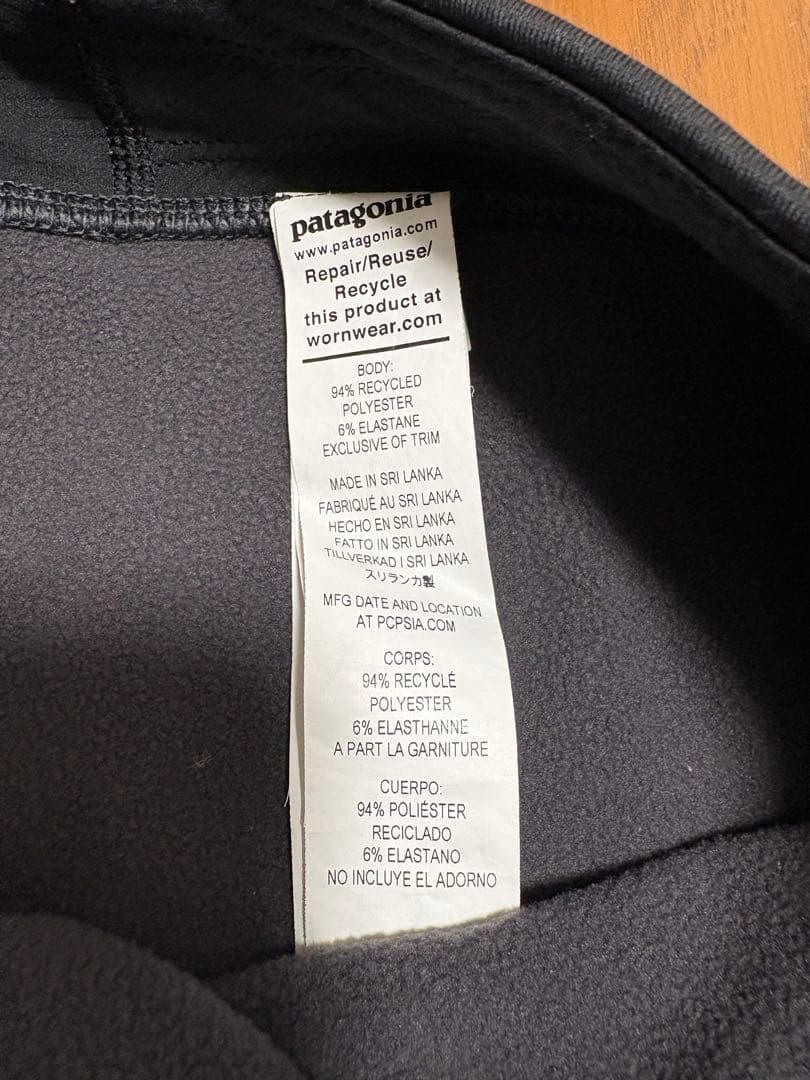 patagonia
www.patagonia.com
Repair/Reuse/
Recycle
this product at
wornwear.com
BODY:
94% RECYCLED
POLYESTER
6% ELASTANE
EXCLUSIVE OF TRIM
MADE IN SRI LANKA
FABRIQUÉ AU SRI LANKA
HECHO EN SRI LANKA
FATTO IN SRI LANKA
TILLVERKAD I SRI LANKA
スリランカ製
MFG DATE AND LOCATION
AT PCPSIA.COM
CORPS:
94% RECYCLÉ
POLYESTER
6% ELASTHANNE
A PART LA GARNITURE
CUERPO:
94% POLIÉSTER
RECICLADO
6% ELASTANO
NO INCLUYE EL ADORNO